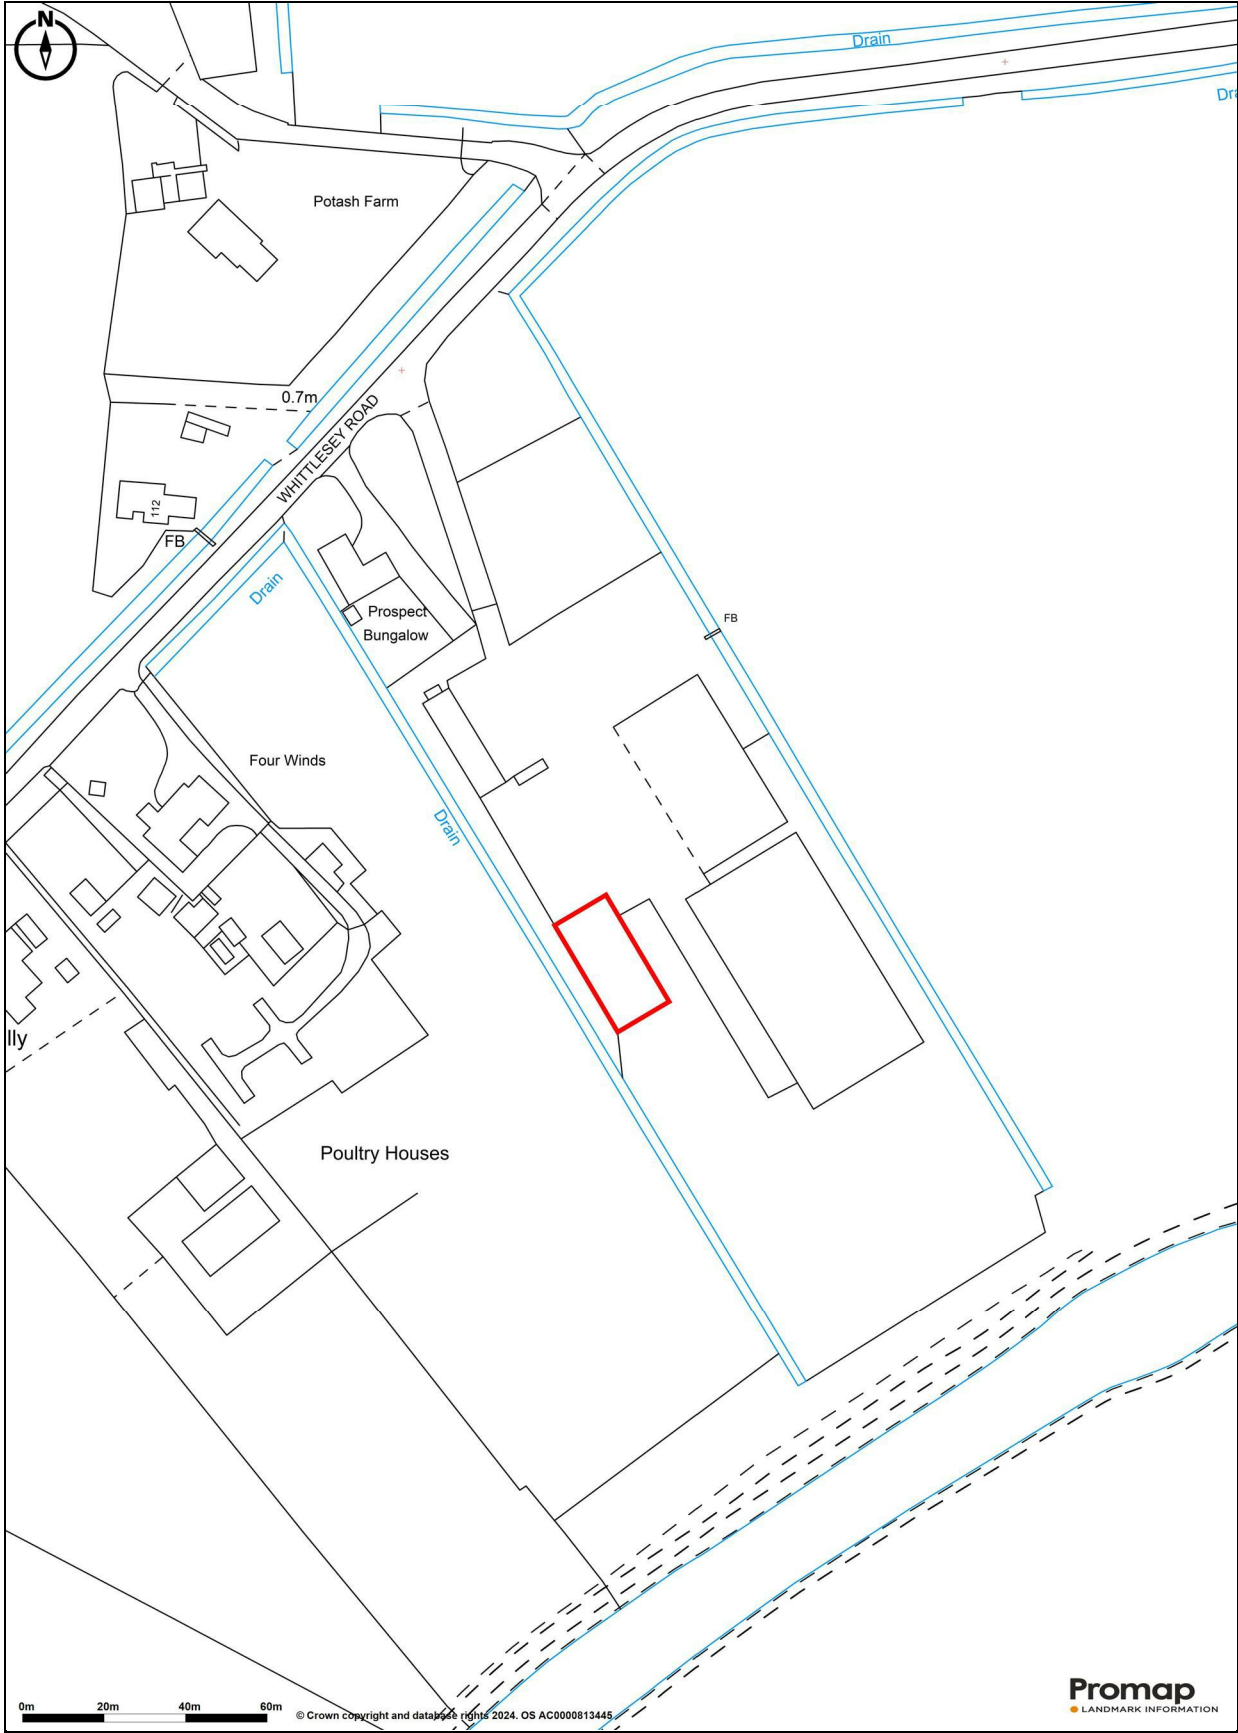 N
Drain
Dra
Potash Farm
0.7m
WHITTLESEY ROAD
112
FB
Drain
Prospect
Bungalow
FB
Four Winds
Drain
lly
Poultry Houses
0m 20m 40m 60m
© Crown copyright and database rights 2024. OS AC0000813445
Promap
LANDMARK INFORMATION